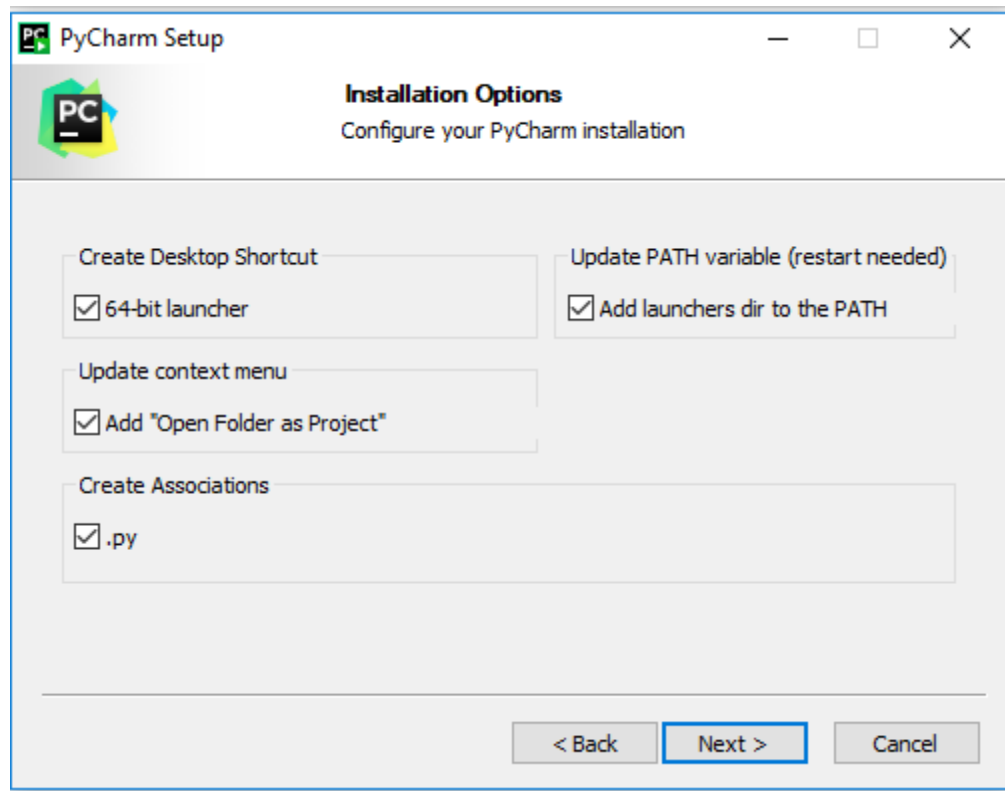 PyCharm Setup
PC
Installation Options
Configure your PyCharm installation
Create Desktop Shortcut
64-bit launcher
Update PATH variable (restart needed)
Add launchers dir to the PATH
Update context menu
Add "Open Folder as Project"
Create Associations
.py
< Back
Next >
Cancel